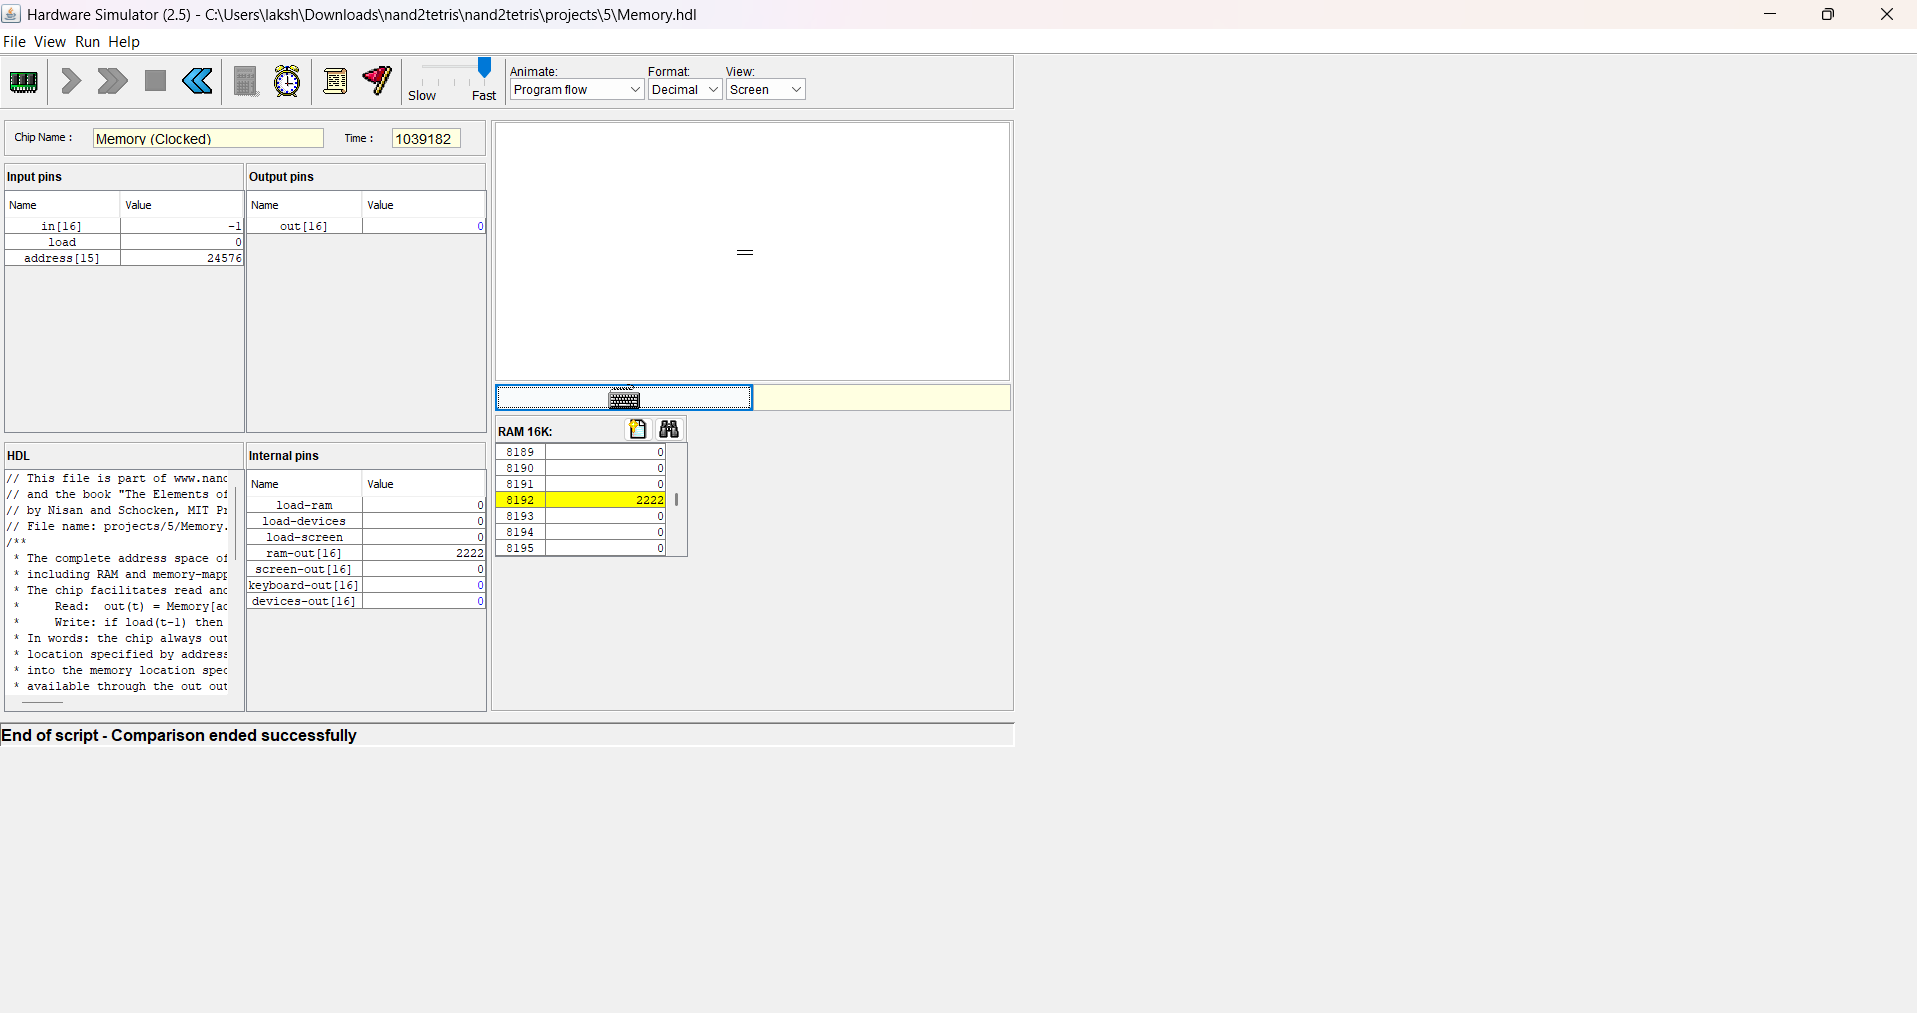 Hardware Simulator (2.5) - C:\Users\laksh\Downloads\nand2tetris\nand2tetris\projects\5\Memory.hdl
File View Run Help
Slow Fast
Animate:
Program flow
Format:
Decimal
View:
Screen
Chip Name :
Memory (Clocked)
Time :
1039182
Input pins
Name Value
in[16] -1
load 0
address[15] 24576
Output pins
Name Value
out[16] 0
HDL
// This file is part of www.nand
// and the book "The Elements of
// by Nisan and Schocken, MIT Pr
// File name: projects/5/Memory.
/**
* The complete address space of
* including RAM and memory-mapp
* The chip facilitates read and
* Read: out(t) = Memory[ad
* Write: if load(t-1) then
* In words: the chip always out
* location specified by address
* into the memory location spec
* available through the out out
Internal pins
Name Value
load-ram 0
load-devices 0
load-screen 0
ram-out[16] 2222
screen-out[16] 0
keyboard-out[16] 0
devices-out[16] 0
RAM 16K:
8189 0
8190 0
8191 0
8192 2222
8193 0
8194 0
8195 0
End of script - Comparison ended successfully